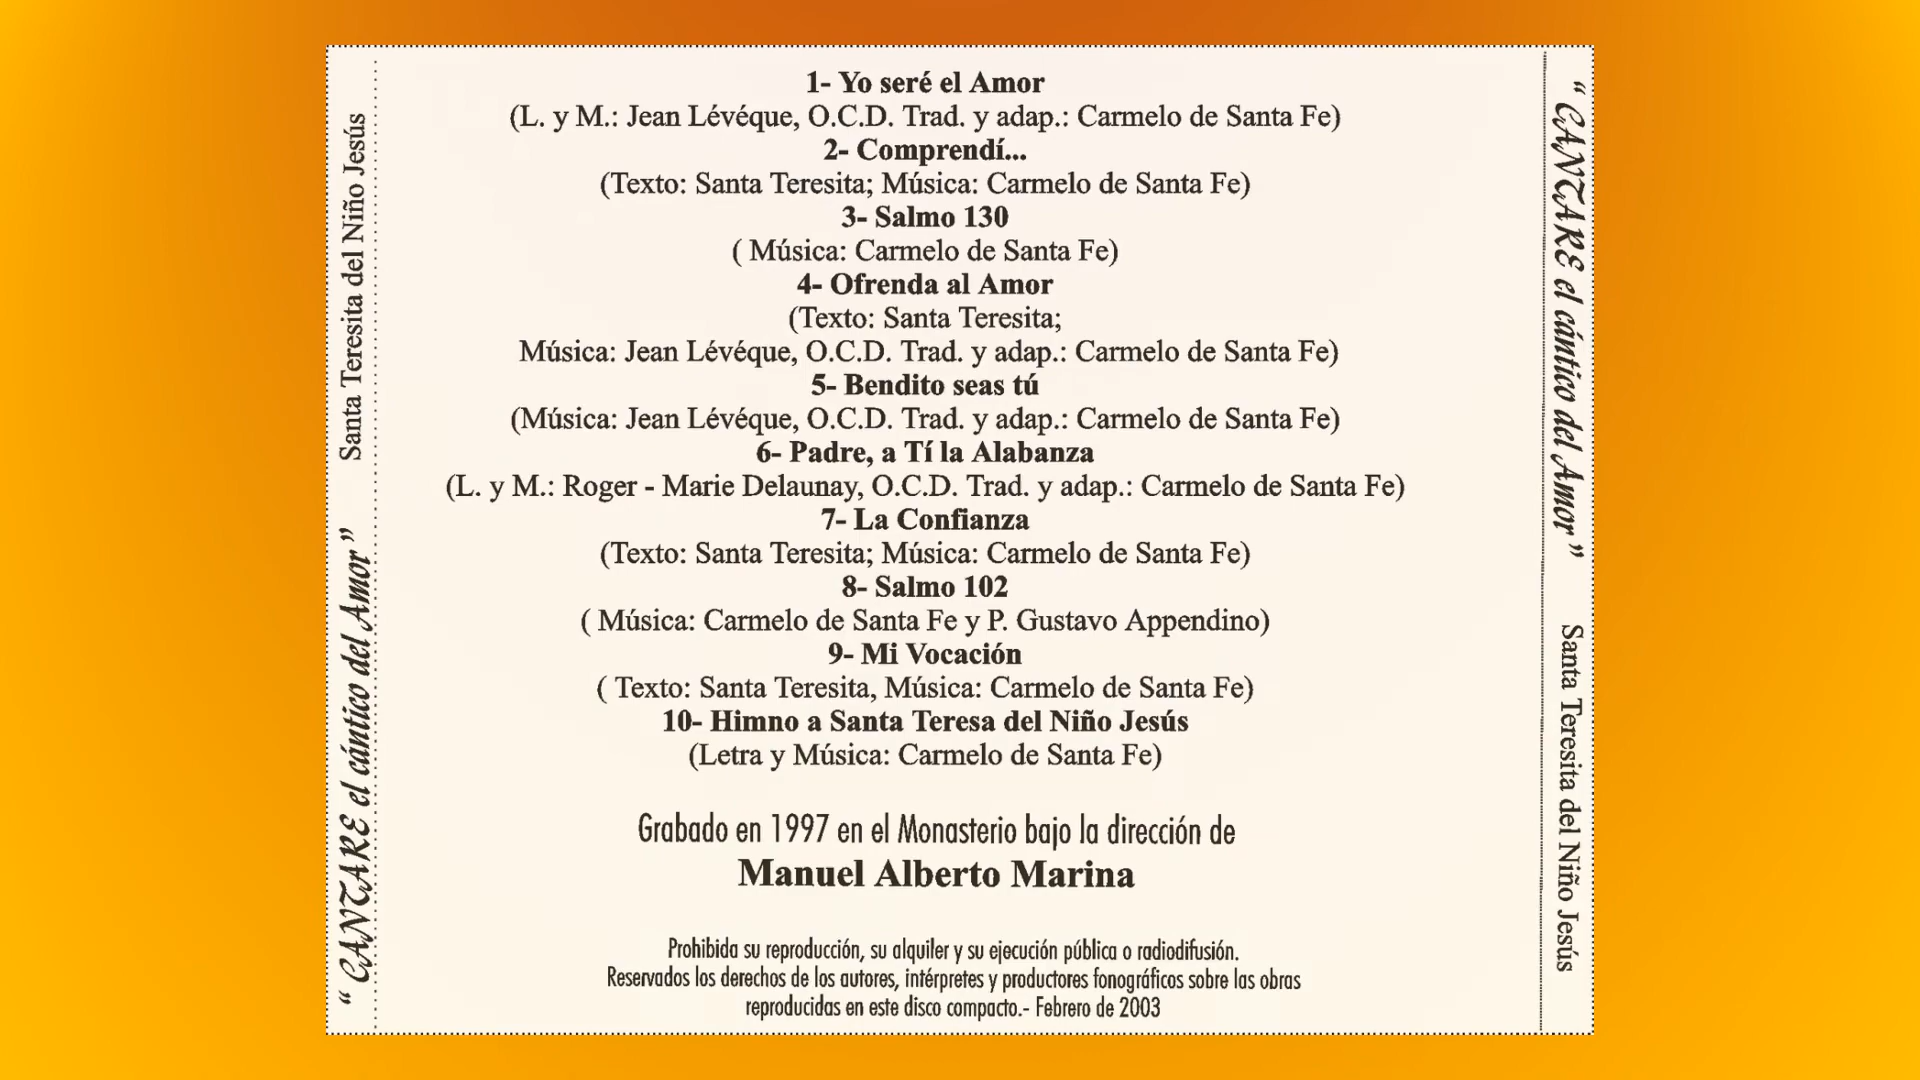 1- Yo seré el Amor
(L. y M.: Jean Lévéque, O.C.D. Trad. y adap.: Carmelo de Santa Fe)
2- Comprendí...
(Texto: Santa Teresita; Música: Carmelo de Santa Fe)
3- Salmo 130
( Música: Carmelo de Santa Fe)
4- Ofrenda al Amor
(Texto: Santa Teresita;
Música: Jean Lévéque, O.C.D. Trad. y adap.: Carmelo de Santa Fe)
5- Bendito seas tú
(Música: Jean Lévéque, O.C.D. Trad. y adap.: Carmelo de Santa Fe)
6- Padre, a Tí la Alabanza
(L. y M.: Roger - Marie Delaunay, O.C.D. Trad. y adap.: Carmelo de Santa Fe)
7- La Confianza
(Texto: Santa Teresita; Música: Carmelo de Santa Fe)
8- Salmo 102
( Música: Carmelo de Santa Fe y P. Gustavo Appendino)
9- Mi Vocación
( Texto: Santa Teresita, Música: Carmelo de Santa Fe)
10- Himno a Santa Teresa del Niño Jesús
(Letra y Música: Carmelo de Santa Fe)
Grabado en 1997 en el Monasterio bajo la dirección de
Manuel Alberto Marina
Prohibida su reproducción, su alquiler y su ejecución pública o radiodifusión.
Reservados los derechos de los autores, intérpretes y productores fonográficos sobre las obras
reproducidas en este disco compacto.- Febrero de 2003
“ CANTARE el cántico del Amor ” Santa Teresita del Niño Jesús
“ CANTARE el cántico del Amor ” Santa Teresita del Niño Jesús